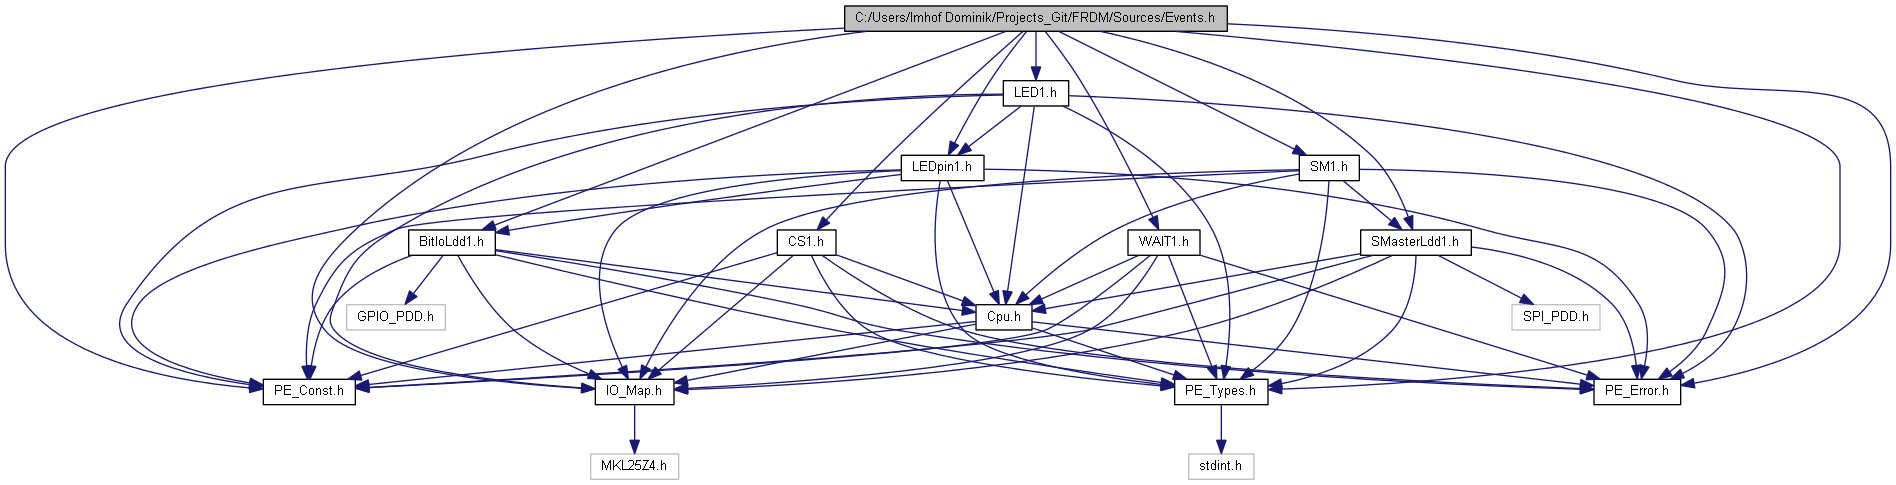 C:/Users/Imhof Dominik/Projects_Git/FRDM/Sources/Events.h
LED1.h
LEDpin1.h
SM1.h
BitIoLdd1.h
CS1.h
WAIT1.h
SMasterLdd1.h
GPIO_PDD.h
Cpu.h
SPI_PDD.h
PE_Const.h
IO_Map.h
PE_Types.h
PE_Error.h
MKL25Z4.h
stdint.h